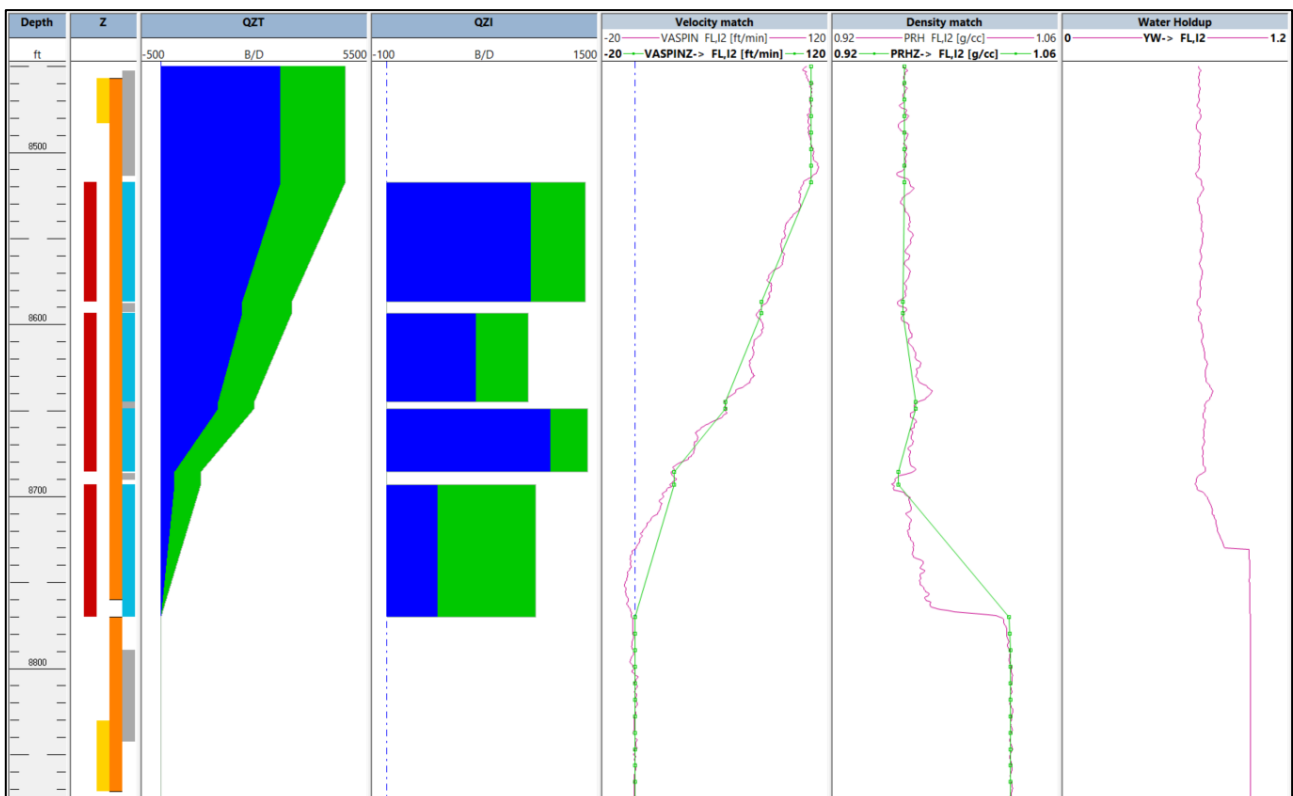 Depth Z QZT QZI Velocity match Density match Water Holdup
-20 VASPIN FL,I2 [ft/min] 120 0.92 PRH FL,I2 [g/cc] 1.06 0 YW-> FL,I2 1.2
ft -500 B/D 5500 -100 B/D 1500 -20 VASPINZ-> FL,I2 [ft/min] 120 0.92 PRHZ-> FL,I2 [g/cc] 1.06
8500
8600
8700
8800